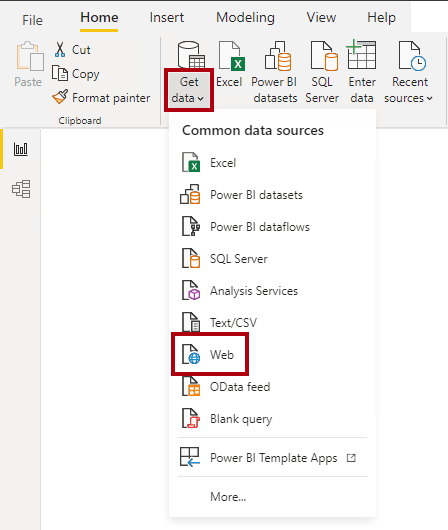 File Home Insert Modeling View Help
Paste
Cut
Copy
Format painter
Clipboard
Get data
Excel
Power BI datasets
SQL Server
Enter data
Recent sources
Common data sources
Excel
Power BI datasets
Power BI dataflows
SQL Server
Analysis Services
Text/CSV
Web
OData feed
Blank query
Power BI Template Apps
More...